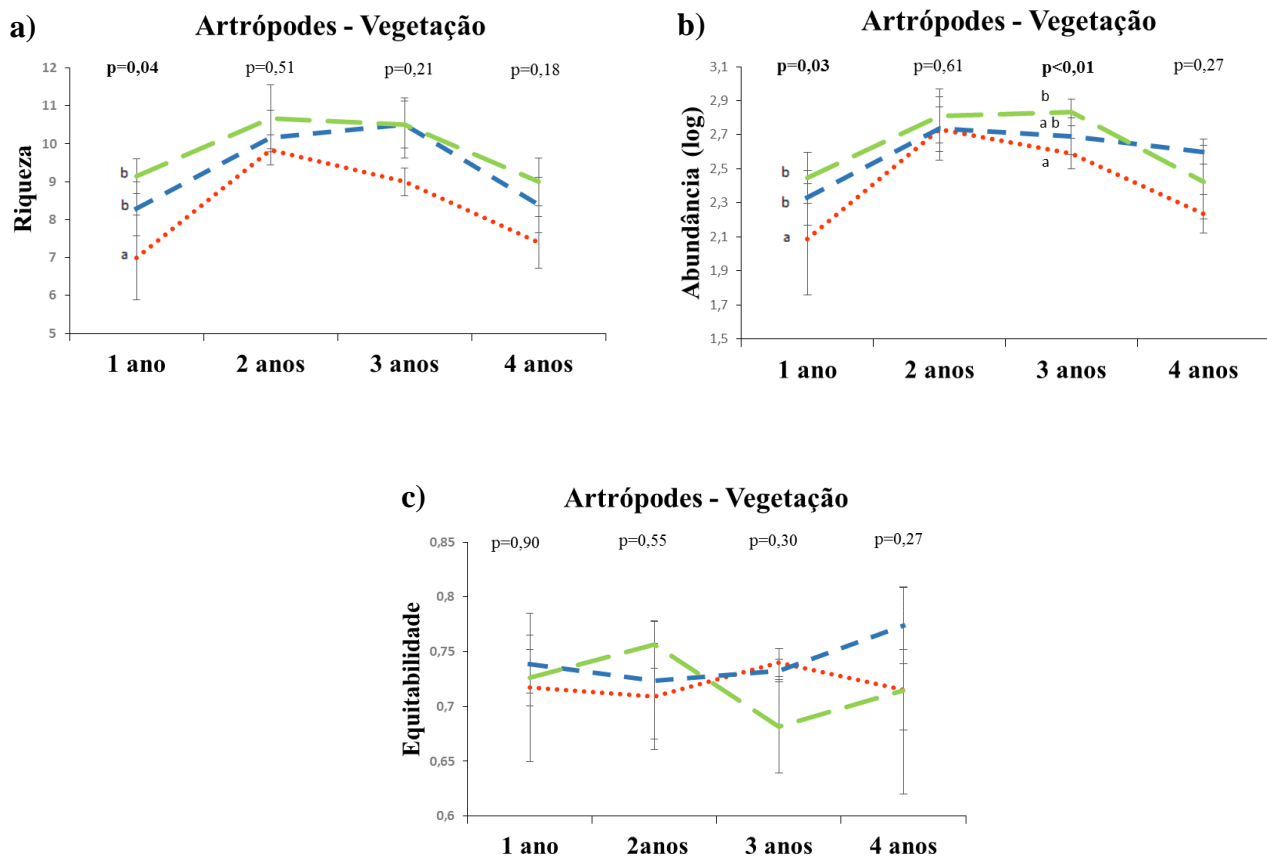 a)
Artrópodes - Vegetação
p=0,04 p=0,51 p=0,21 p=0,18
Riqueza
12
11
10
9
8
7
6
5
b
b
a
1 ano 2 anos 3 anos 4 anos
b)
Artrópodes - Vegetação
p=0,03 p=0,61 p<0,01 p=0,27
Abundância (log)
3,1
2,9
2,7
2,5
2,3
2,1
1,9
1,7
1,5
b
b
a
b
a b
a
1 ano 2 anos 3 anos 4 anos
c)
Artrópodes - Vegetação
p=0,90 p=0,55 p=0,30 p=0,27
Equitabilidade
0,85
0,8
0,75
0,7
0,65
0,6
1 ano 2anos 3 anos 4 anos